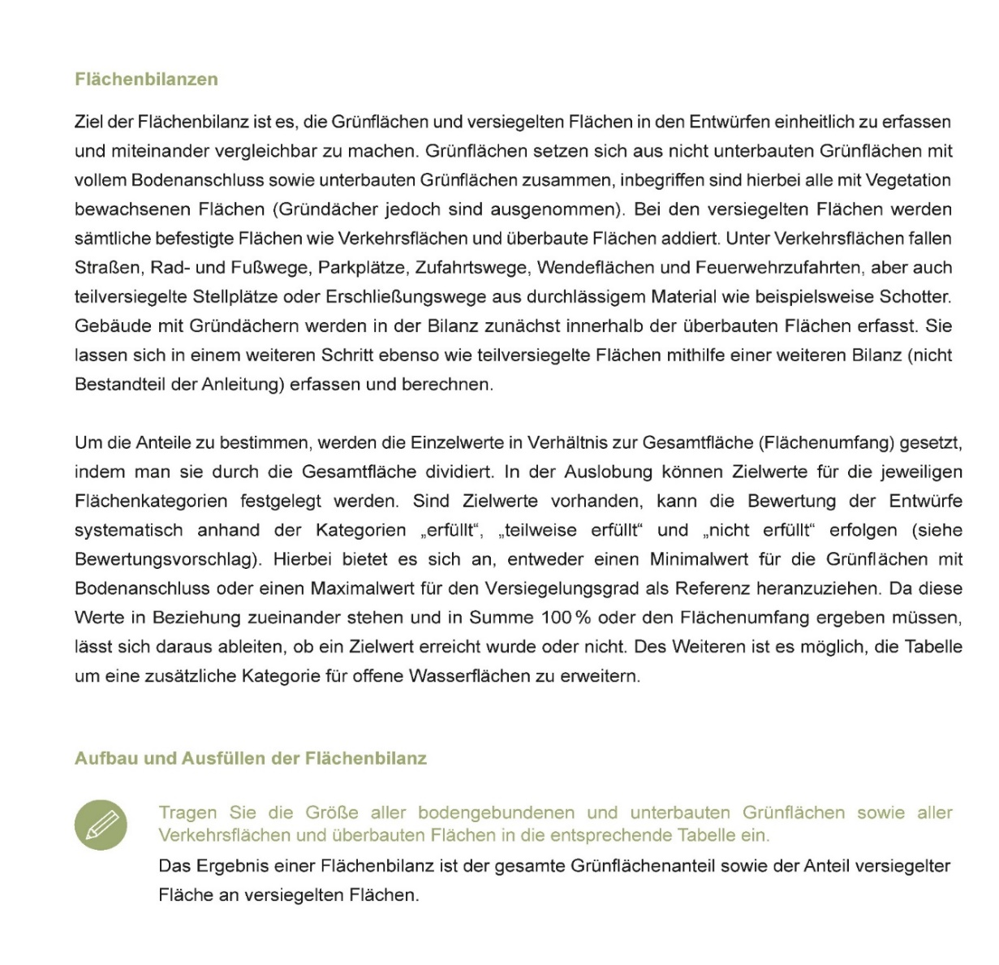 Flächenbilanzen
Ziel der Flächenbilanz ist es, die Grünflächen und versiegelten Flächen in den Entwürfen einheitlich zu erfassen
und miteinander vergleichbar zu machen. Grünflächen setzen sich aus nicht unterbauten Grünflächen mit
vollem Bodenanschluss sowie unterbauten Grünflächen zusammen, inbegriffen sind hierbei alle mit Vegetation
bewachsenen Flächen (Gründächer jedoch sind ausgenommen). Bei den versiegelten Flächen werden
sämtliche befestigte Flächen wie Verkehrsflächen und überbaute Flächen addiert. Unter Verkehrsflächen fallen
Straßen, Rad- und Fußwege, Parkplätze, Zufahrtswege, Wendeflächen und Feuerwehrzufahrten, aber auch
teilversiegelte Stellplätze oder Erschließungswege aus durchlässigem Material wie beispielsweise Schotter.
Gebäude mit Gründächern werden in der Bilanz zunächst innerhalb der überbauten Flächen erfasst. Sie
lassen sich in einem weiteren Schritt ebenso wie teilversiegelte Flächen mithilfe einer weiteren Bilanz (nicht
Bestandteil der Anleitung) erfassen und berechnen.
Um die Anteile zu bestimmen, werden die Einzelwerte in Verhältnis zur Gesamtfläche (Flächenumfang) gesetzt,
indem man sie durch die Gesamtfläche dividiert. In der Auslobung können Zielwerte für die jeweiligen
Flächenkategorien festgelegt werden. Sind Zielwerte vorhanden, kann die Bewertung der Entwürfe
systematisch anhand der Kategorien „erfüllt“, „teilweise erfüllt“ und „nicht erfüllt“ erfolgen (siehe
Bewertungsvorschlag). Hierbei bietet es sich an, entweder einen Minimalwert für die Grünflächen mit
Bodenanschluss oder einen Maximalwert für den Versiegelungsgrad als Referenz heranzuziehen. Da diese
Werte in Beziehung zueinander stehen und in Summe 100 % oder den Flächenumfang ergeben müssen,
lässt sich daraus ableiten, ob ein Zielwert erreicht wurde oder nicht. Des Weiteren ist es möglich, die Tabelle
um eine zusätzliche Kategorie für offene Wasserflächen zu erweitern.
Aufbau und Ausfüllen der Flächenbilanz
Tragen Sie die Größe aller bodengebundenen und unterbauten Grünflächen sowie aller
Verkehrsflächen und überbauten Flächen in die entsprechende Tabelle ein.
Das Ergebnis einer Flächenbilanz ist der gesamte Grünflächenanteil sowie der Anteil versiegelter
Fläche an versiegelten Flächen.